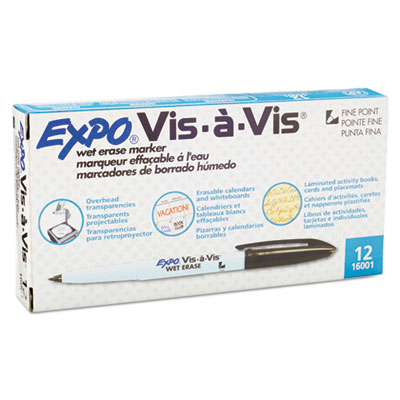 EXPO® Vis·à·Vis®
wet erase marker
marqueur effaçable á l'eau
marcadores de borrado húmedo
FINE POINT
POINTE FINE
PUNTA FINA
Overhead
transparencies
Transparents
projectables
Transparencias
para retroproyector
VACATION!
Erasable calendars
and whiteboards
Calendriers et
tableaux blancs
effaçables
Pizarras y calendarios
borrables
Laminated activity books,
cards and placemats
Cahiers d'activités, cartes
et napperons plastifiés
Libros de actividades,
tarjetas e individuales
laminados
EXPO® Vis·à·Vis®
WET ERASE
12
16001
12
16001